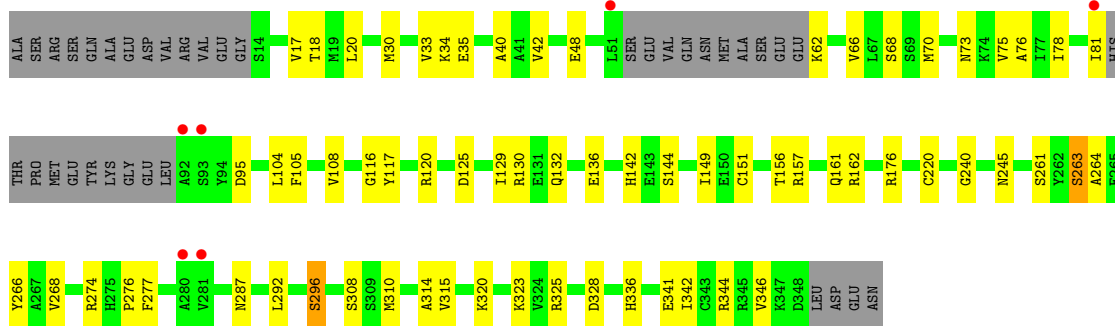 ALA SER ARG SER GLN ALA GLU ASP VAL ARG VAL GLU GLY S14 V17 T18 M19 L20 M30 V33 K34 E35 A40 A41 V42 E48 L51 SER GLU VAL GLN ASN MET ALA SER GLU GLU K62 V66 L67 S68 S69 M70 N73 K74 V75 A76 I77 I78 I81 HIS
THR PRO MET GLU TYR LYS GLY GLU LEU A92 S93 Y94 D95 L104 F105 V108 G116 Y117 R120 D125 I129 R130 E131 Q132 E136 H142 E143 S144 I149 E150 C151 T156 R157 Q161 R162 R176 C220 G240 N245 S261 Y262 S263 A264 E265
Y266 A267 V268 R274 H275 P276 F277 A280 V281 N287 L292 S296 S308 S309 M310 A314 V315 K320 K323 V324 R325 D328 H336 E341 I342 C343 R344 R345 V346 K347 D348 LEU ASP GLU ASN